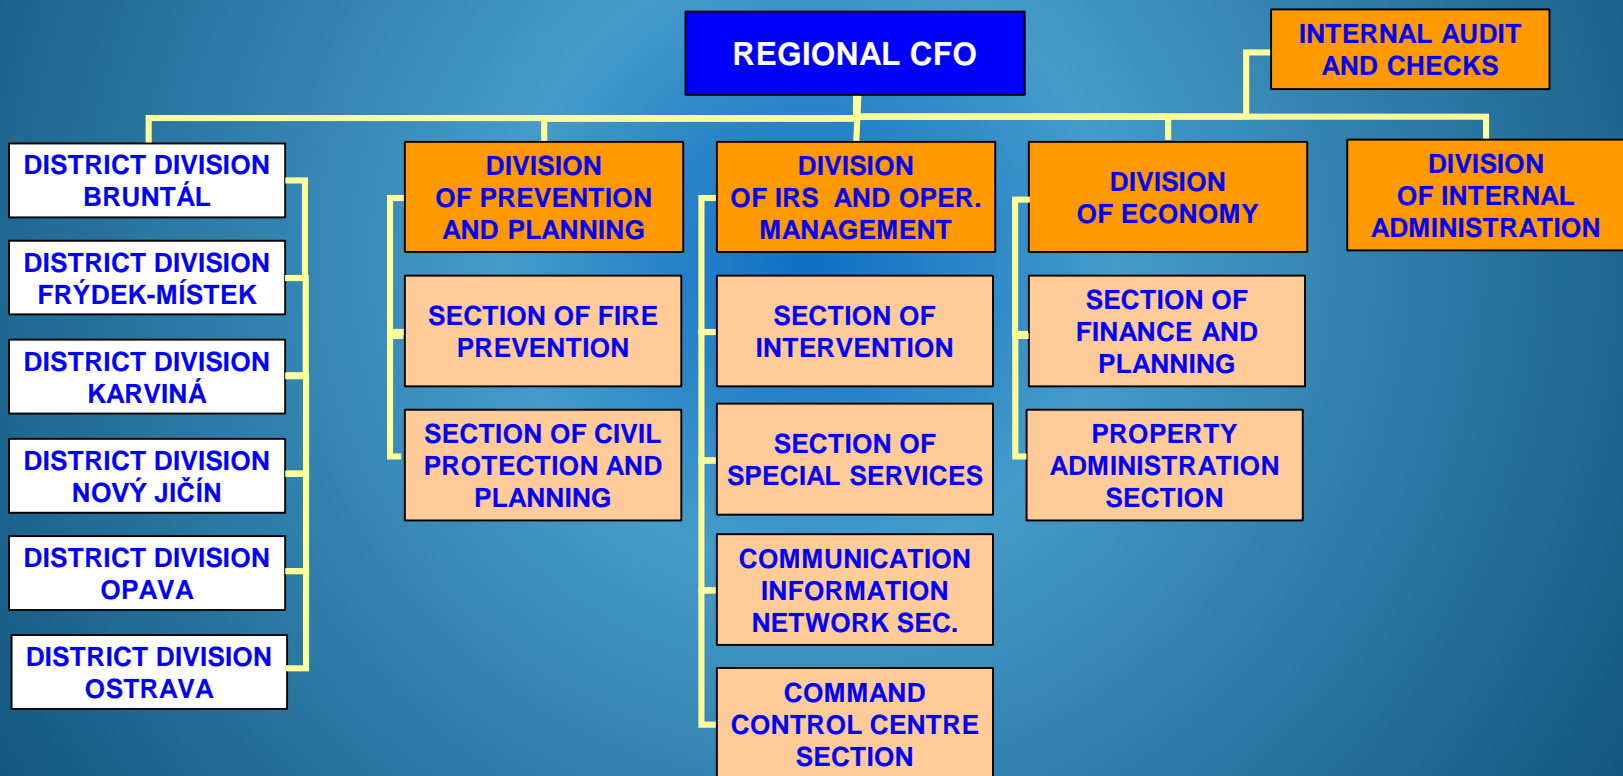 REGIONAL CFO
INTERNAL AUDIT
AND CHECKS
DISTRICT DIVISION
BRUNTÁL
DISTRICT DIVISION
FRÝDEK-MÍSTEK
DISTRICT DIVISION
KARVINÁ
DISTRICT DIVISION
NOVÝ JIČÍN
DISTRICT DIVISION
OPAVA
DISTRICT DIVISION
OSTRAVA
DIVISION
OF PREVENTION
AND PLANNING
SECTION OF FIRE
PREVENTION
SECTION OF CIVIL
PROTECTION AND
PLANNING
DIVISION
OF IRS AND OPER.
MANAGEMENT
SECTION OF
INTERVENTION
SECTION OF
SPECIAL SERVICES
COMMUNICATION
INFORMATION
NETWORK SEC.
COMMAND
CONTROL CENTRE
SECTION
DIVISION
OF ECONOMY
SECTION OF
FINANCE AND
PLANNING
PROPERTY
ADMINISTRATION
SECTION
DIVISION
OF INTERNAL
ADMINISTRATION